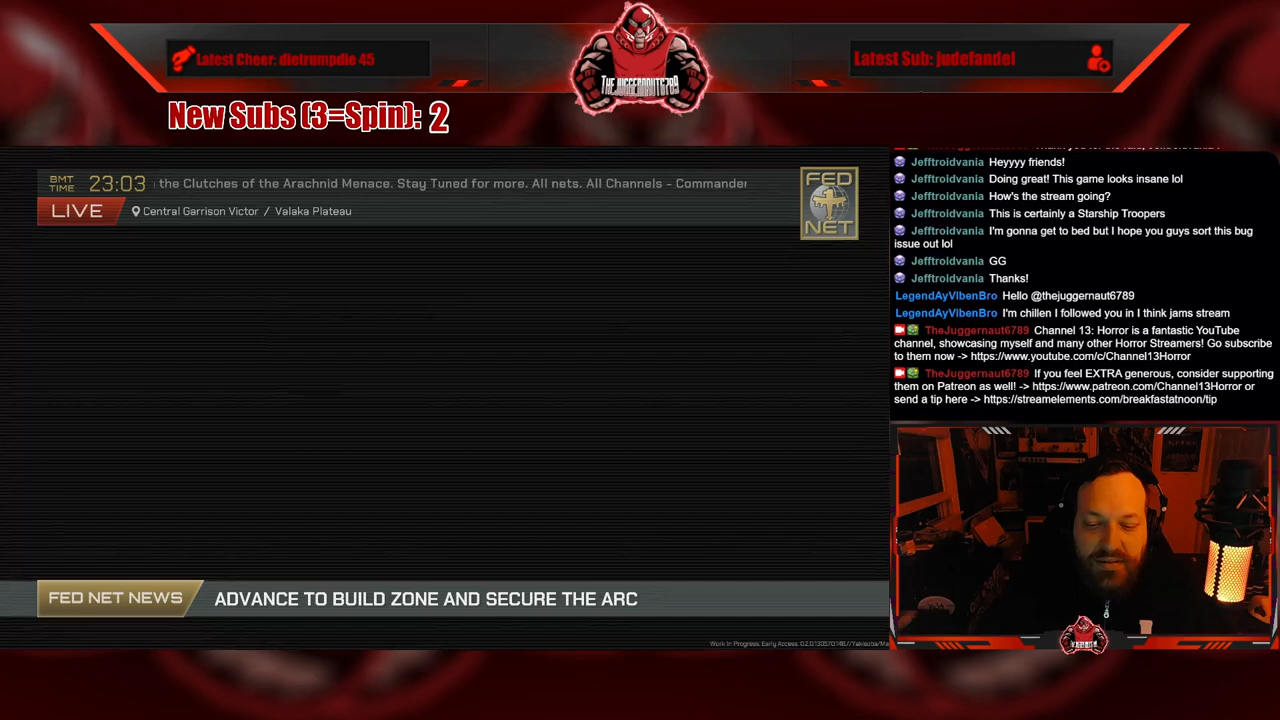 Latest Cheer: dietrumpdie 45
THEJUGGERNAUT6789
Latest Sub: judefandel
New Subs (3=Spin): 2
BMT TIME 23:03 the Clutches of the Arachnid Menace. Stay Tuned for more. All nets. All Channels - Commander
FED
NET
LIVE Central Garrison Victor / Valaka Plateau
Jefftroidvania Heyyyy friends!
Jefftroidvania Doing great! This game looks insane lol
Jefftroidvania How's the stream going?
Jefftroidvania This is certainly a Starship Troopers
Jefftroidvania I'm gonna get to bed but I hope you guys sort this bug
issue out lol
Jefftroidvania GG
Jefftroidvania Thanks!
LegendAyVIbenBro Hello @thejuggernaut6789
LegendAyVIbenBro I'm chillen I followed you in I think jams stream
TheJuggernaut6789 Channel 13: Horror is a fantastic YouTube
channel, showcasing myself and many other Horror Streamers! Go subscribe
to them now -> https://www.youtube.com/c/Channel13Horror
TheJuggernaut6789 If you feel EXTRA generous, consider supporting
them on Patreon as well! -> https://www.patreon.com/Channel13Horror or
send a tip here -> https://streamelements.com/breakfastatnoon/tip
FED NET NEWS ADVANCE TO BUILD ZONE AND SECURE THE ARC
Work In Progress. Early Access: